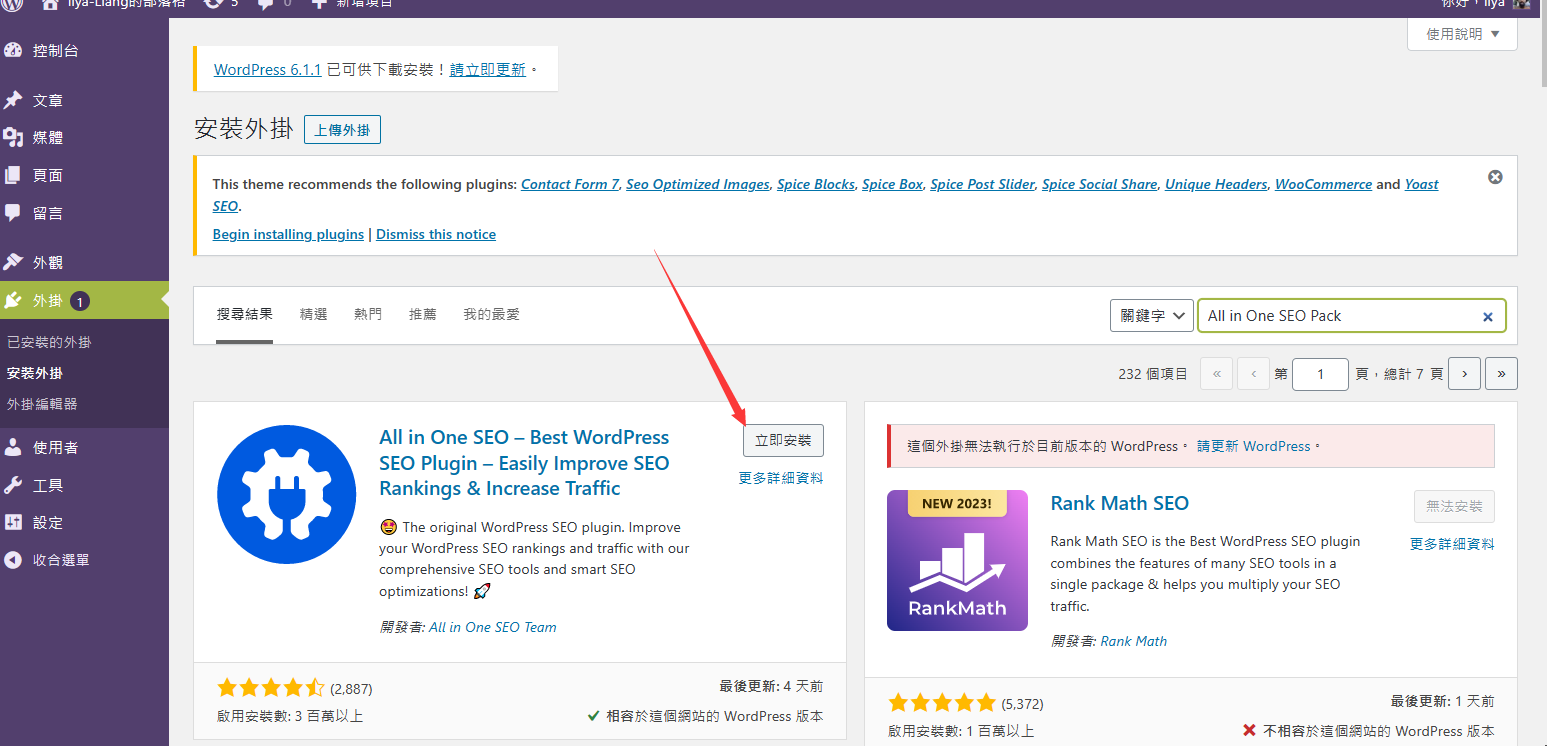 Ilya-Liang的部落格 5 0 新增項目 你好，Ilya
控制台
文章
媒體
頁面
留言
外觀
外掛 1
已安裝的外掛
安裝外掛
外掛編輯器
使用者
工具
設定
收合選單
使用說明
WordPress 6.1.1 已可供下載安裝！請立即更新。
安裝外掛 上傳外掛
This theme recommends the following plugins: Contact Form 7, Seo Optimized Images, Spice Blocks, Spice Box, Spice Post Slider, Spice Social Share, Unique Headers, WooCommerce and Yoast
SEO.
Begin installing plugins | Dismiss this notice
搜尋結果 精選 熱門 推薦 我的最愛 關鍵字 All in One SEO Pack
232 個項目 « ‹ 第 1 頁，總計 7 頁 › »
All in One SEO – Best WordPress
SEO Plugin – Easily Improve SEO
Rankings & Increase Traffic
立即安裝
更多詳細資料
The original WordPress SEO plugin. Improve
your WordPress SEO rankings and traffic with our
comprehensive SEO tools and smart SEO
optimizations!
開發者: All in One SEO Team
(2,887)
最後更新: 4 天前
啟用安裝數: 3 百萬以上
相容於這個網站的 WordPress 版本
這個外掛無法執行於目前版本的 WordPress。 請更新 WordPress。
NEW 2023!
RankMath
Rank Math SEO
無法安裝
更多詳細資料
Rank Math SEO is the Best WordPress SEO plugin
combines the features of many SEO tools in a
single package & helps you multiply your SEO
traffic.
開發者: Rank Math
(5,372)
最後更新: 1 天前
啟用安裝數: 1 百萬以上
不相容於這個網站的 WordPress 版本